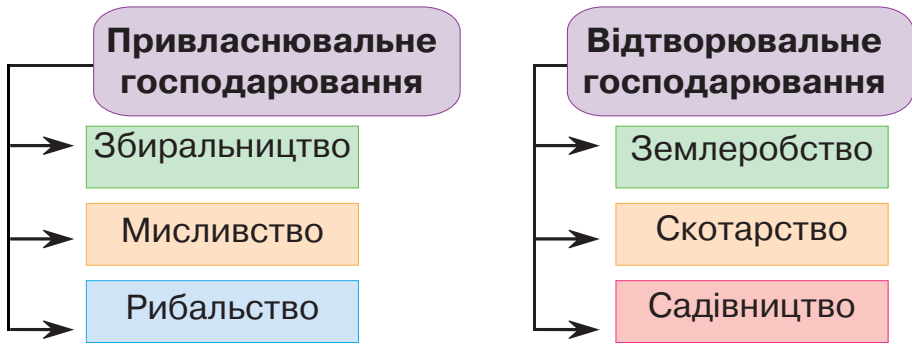 Привласнювальне
господарювання
Збиральництво
Мисливство
Рибальство
Відтворювальне
господарювання
Землеробство
Скотарство
Садівництво